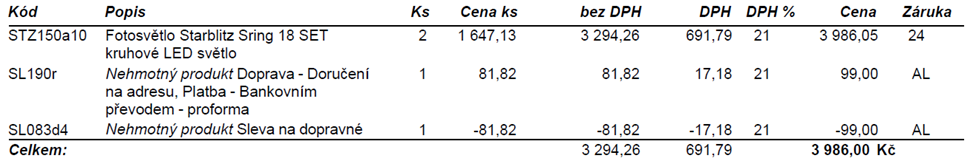 Kód Popis Ks Cena ks bez DPH DPH DPH % Cena Záruka
STZ150a10 Fotosvětlo Starblitz Sring 18 SET 2 1 647,13 3 294,26 691,79 21 3 986,05 24
kruhové LED světlo
SL190r Nehmotný produkt Doprava - Doručení 1 81,82 81,82 17,18 21 99,00 AL
na adresu, Platba - Bankovním
převodem - proforma
SL083d4 Nehmotný produkt Sleva na dopravné 1 -81,82 -81,82 -17,18 21 -99,00 AL
Celkem: 3 294,26 691,79 3 986,00 Kč